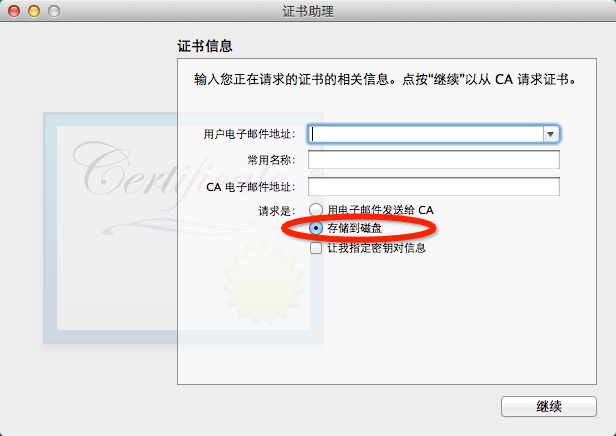 证书助理
证书信息
输入您正在请求的证书的相关信息。点按“继续”以从 CA 请求证书。
Certificate
用户电子邮件地址：
常用名称：
CA 电子邮件地址：
请求是：
用电子邮件发送给 CA
存储到磁盘
让我指定密钥对信息
继续